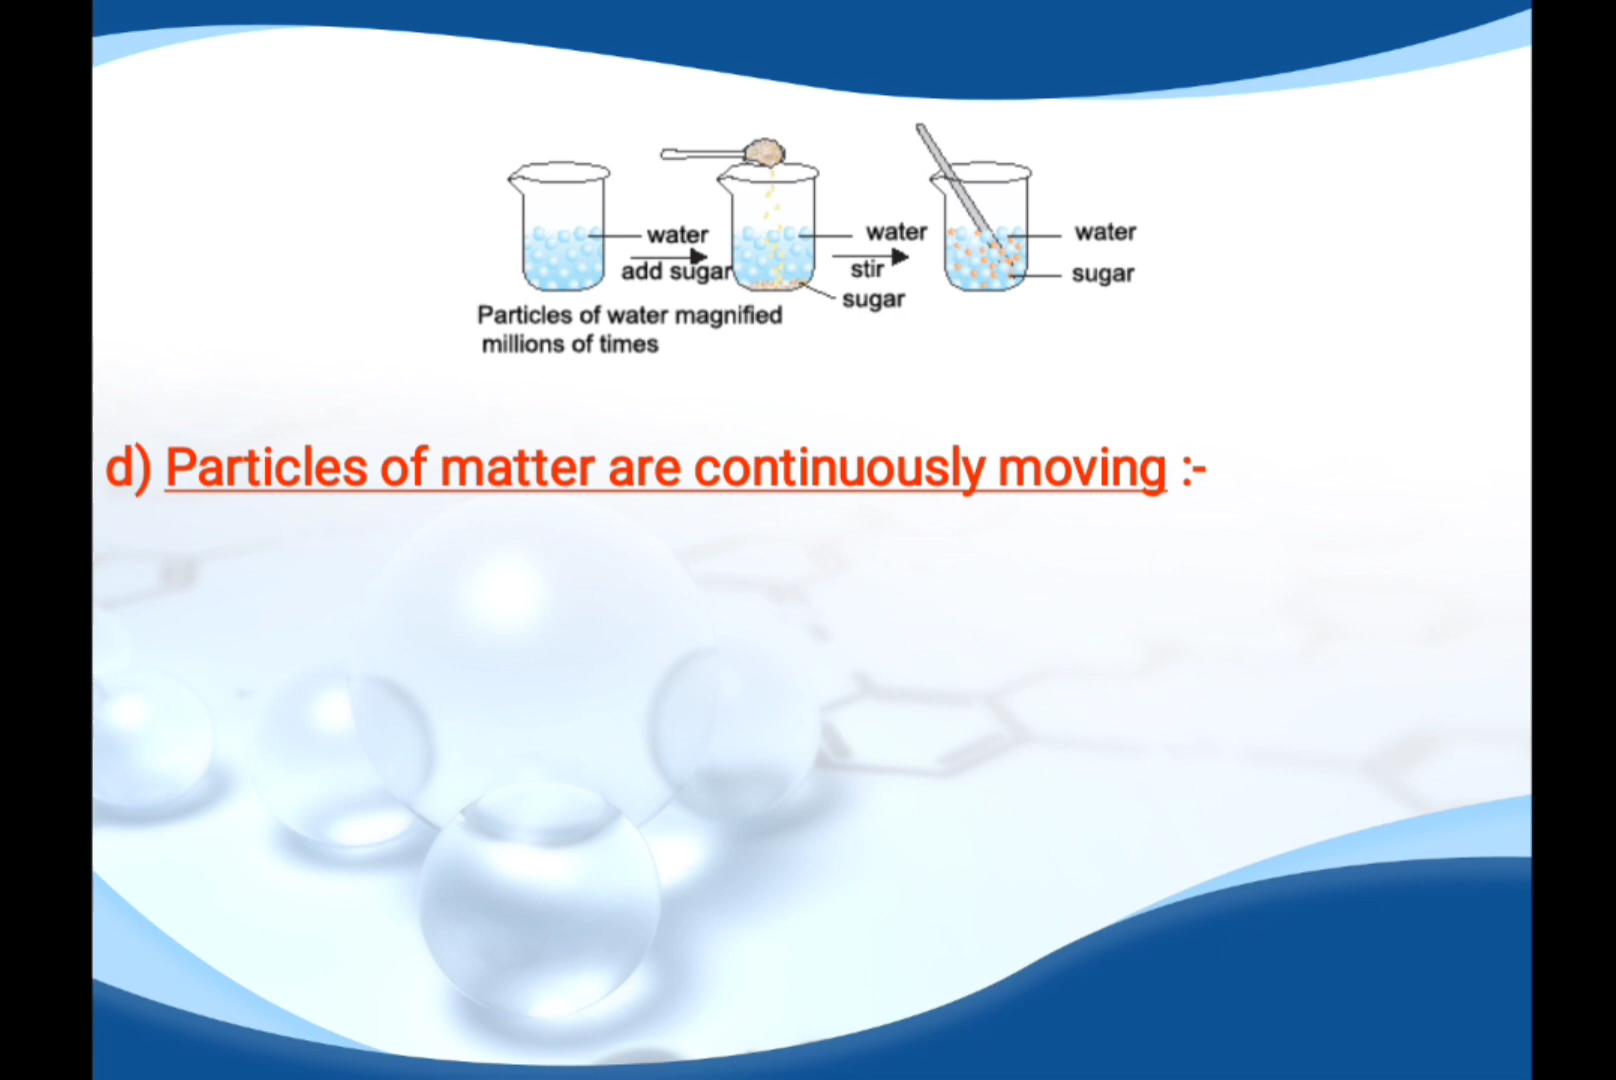 water
add sugar
water
stir
sugar
water
sugar
Particles of water magnified
millions of times
d) Particles of matter are continuously moving :-